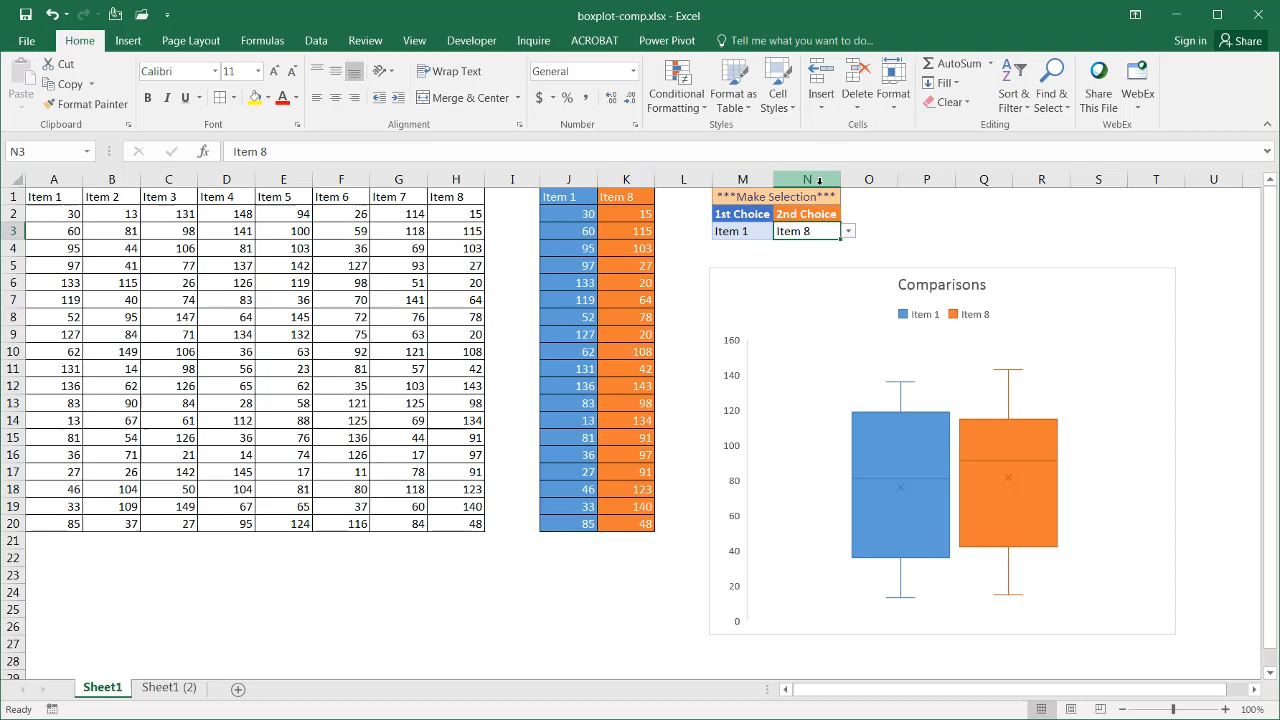 boxplot-comp.xlsx - Excel
File Home Insert Page Layout Formulas Data Review View Developer Inquire ACROBAT Power Pivot Tell me what you want to do... Sign in Share
Paste
Cut
Copy
Format Painter
Clipboard
Calibri 11
B I U
Font
Wrap Text
Merge & Center
Alignment
General
$ % ,
Number
Conditional Formatting
Format as Table
Cell Styles
Styles
Insert
Delete
Format
Cells
AutoSum
Fill
Clear
Sort & Filter
Find & Select
Editing
Share This File
WebEx
WebEx
N3 fx Item 8
A B C D E F G H I J K L M N O P Q R S T U
1 Item 1 Item 2 Item 3 Item 4 Item 5 Item 6 Item 7 Item 8 Item 1 Item 8 ***Make Selection***
2 30 13 131 148 94 26 114 15 30 15 1st Choice 2nd Choice
3 60 81 98 141 100 59 118 115 60 115 Item 1 Item 8
4 95 44 106 81 103 36 69 103 95 103
5 97 41 77 137 142 127 93 27 97 27
6 133 115 26 126 119 98 51 20 133 20
7 119 40 74 83 36 70 141 64 119 64
8 52 95 147 64 145 72 76 78 52 78
9 127 84 71 134 132 75 63 20 127 20
10 62 149 106 36 63 92 121 108 62 108
11 131 14 98 56 23 81 57 42 131 42
12 136 62 126 65 62 35 103 143 136 143
13 83 90 84 28 58 121 125 98 83 98
14 13 67 61 112 88 125 69 134 13 134
15 81 54 126 36 76 136 44 91 81 91
16 36 71 21 14 74 126 17 97 36 97
17 27 26 142 145 17 11 78 91 27 91
18 46 104 50 104 81 80 118 123 46 123
19 33 109 149 67 65 37 60 140 33 140
20 85 37 27 95 124 116 84 48 85 48
21
22
23
24
25
26
27
28
29
Comparisons
Item 1 Item 8
160
140
120
100
80
60
40
20
0
Sheet1 Sheet1 (2)
Ready 100%